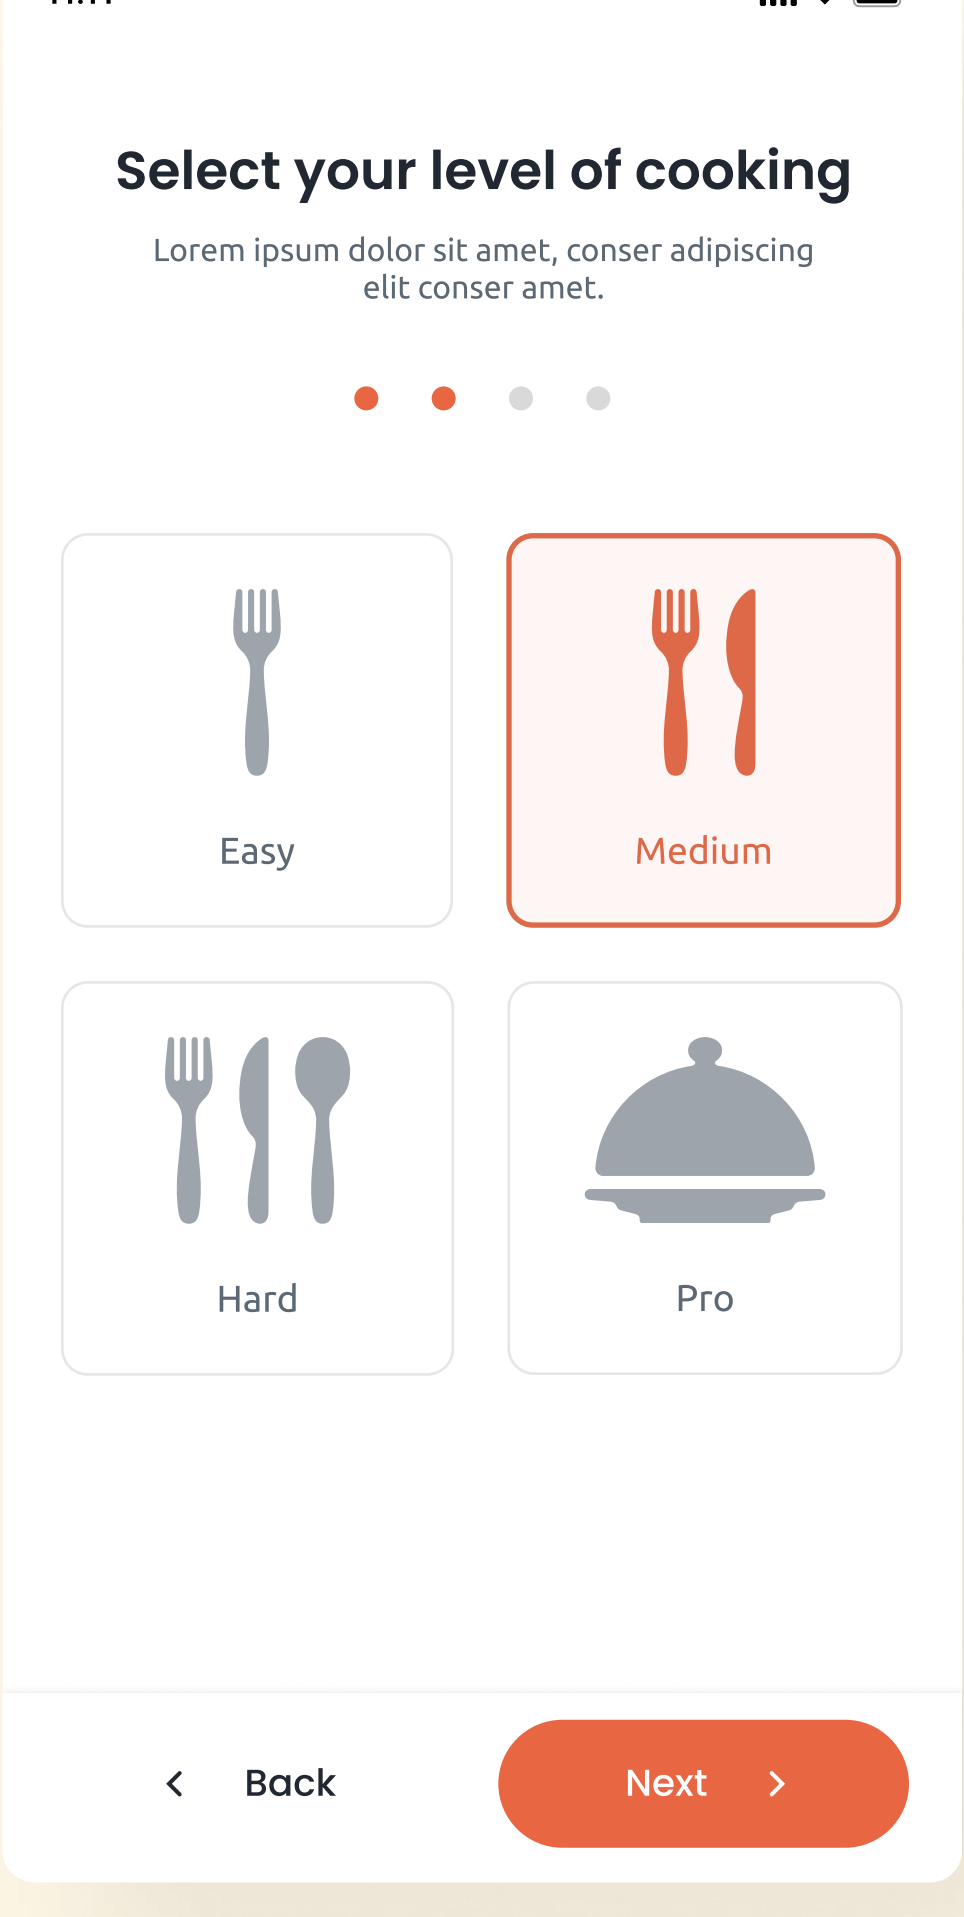 Select your level of cooking
Lorem ipsum dolor sit amet, conser adipiscing
elit conser amet.
Easy
Medium
Hard
Pro
Back
Next